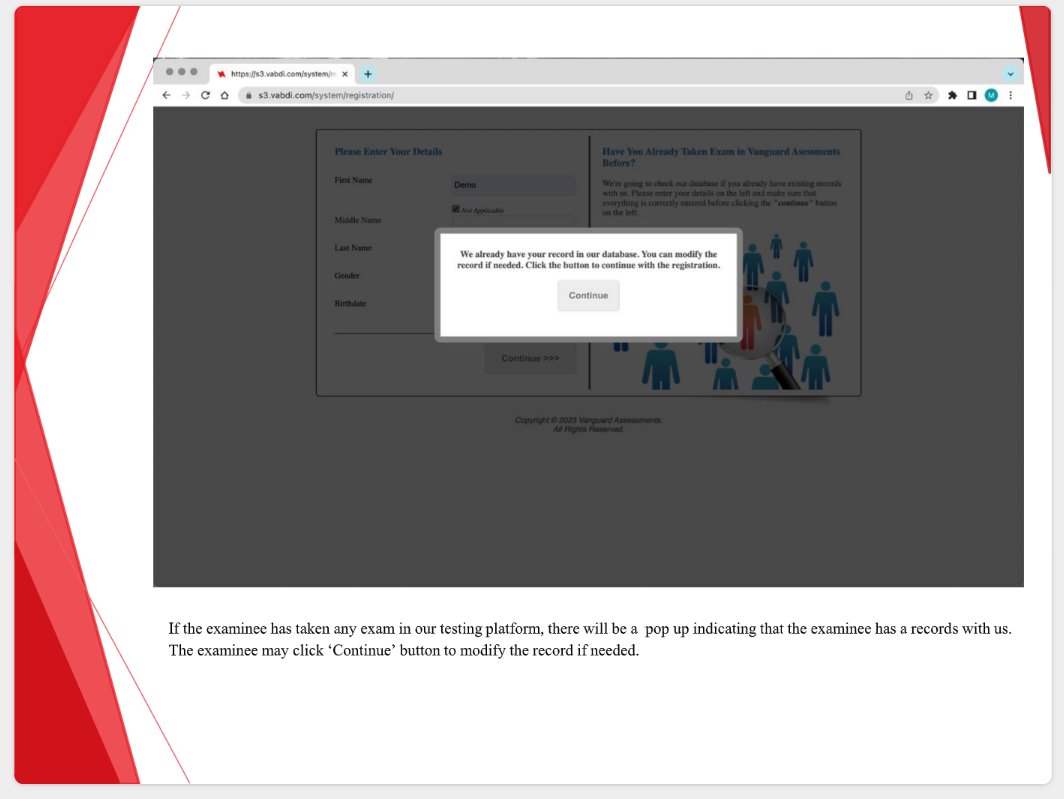 https://s3.vabdi.com/system/re
s3.vabdi.com/system/registration/
M
Please Enter Your Details
First Name
Demo
Not Applicable
Middle Name
Last Name
Gender
Birthdate
Continue >>>
Have You Already Taken Exam in Vanguard Asessments
Before?
We're going to check our database if you already have existing records
with us. Please enter your details on the left and make sure that
everything is correctly entered before clicking the "continue" button
on the left.
We already have your record in our database. You can modify the
record if needed. Click the button to continue with the registration.
Continue
Copyright © 2023 Vanguard Assessments.
All Rights Reserved.
If the examinee has taken any exam in our testing platform, there will be a  pop up indicating that the examinee has a records with us.
The examinee may click ‘Continue’ button to modify the record if needed.